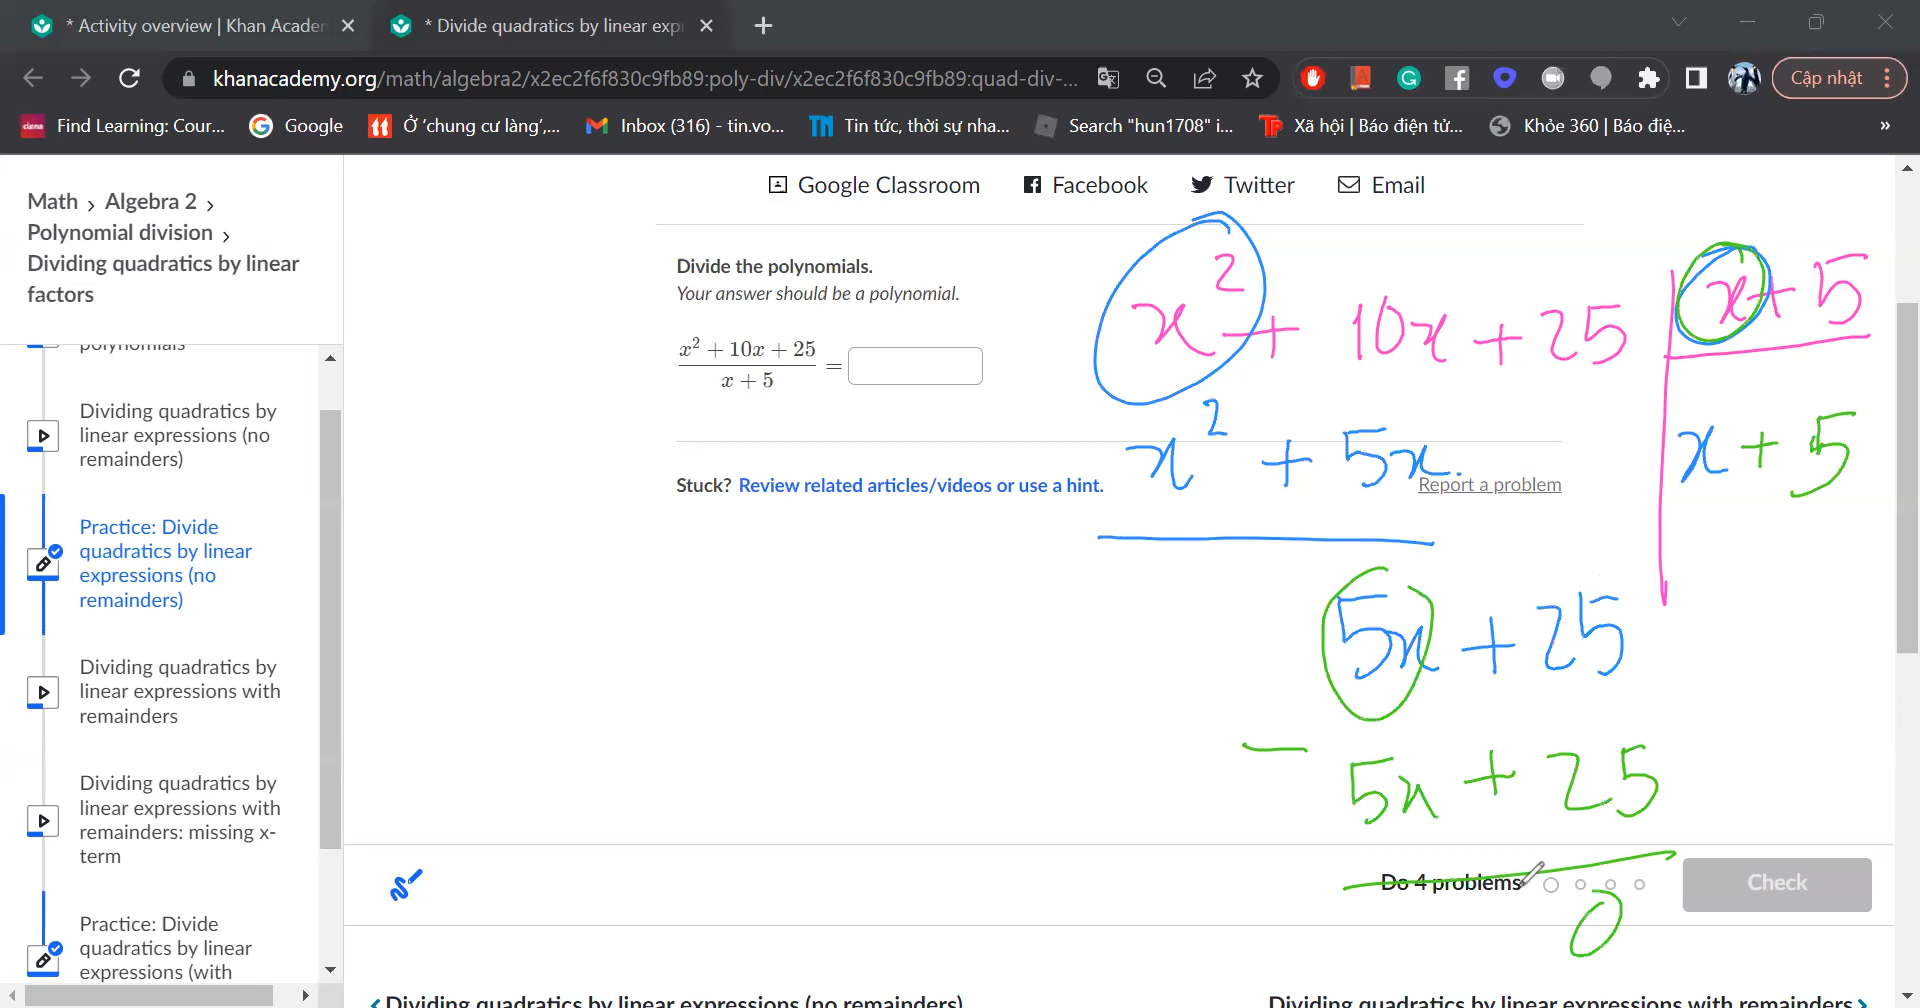 * Activity overview | Khan Academ
* Divide quadratics by linear exp
khanacademy.org/math/algebra2/x2ec2f6f830c9fb89:poly-div/x2ec2f6f830c9fb89:quad-div-...
Cập nhật
Find Learning: Cour...
Google
Ở 'chung cư làng',...
Inbox (316) - tin.vo...
Tin tức, thời sự nha...
Search "hun1708" i...
Xã hội | Báo điện tử...
Khỏe 360 | Báo điệ...
»
Math > Algebra 2 >
Polynomial division >
Dividing quadratics by linear
factors
polynomials
Dividing quadratics by
linear expressions (no
remainders)
Practice: Divide
quadratics by linear
expressions (no
remainders)
Dividing quadratics by
linear expressions with
remainders
Dividing quadratics by
linear expressions with
remainders: missing x-
term
Practice: Divide
quadratics by linear
expressions (with
Google Classroom
Facebook
Twitter
Email
Divide the polynomials.
Your answer should be a polynomial.
x² + 10x + 25
x + 5
=
Stuck? Review related articles/videos or use a hint.
Report a problem
x² + 10x + 25
x + 5
x² + 5x
x + 5
5x + 25
− 5x + 25
0
Do 4 problems
Check
< Dividing quadratics by linear expressions (no remainders)
Dividing quadratics by linear expressions with remainders >